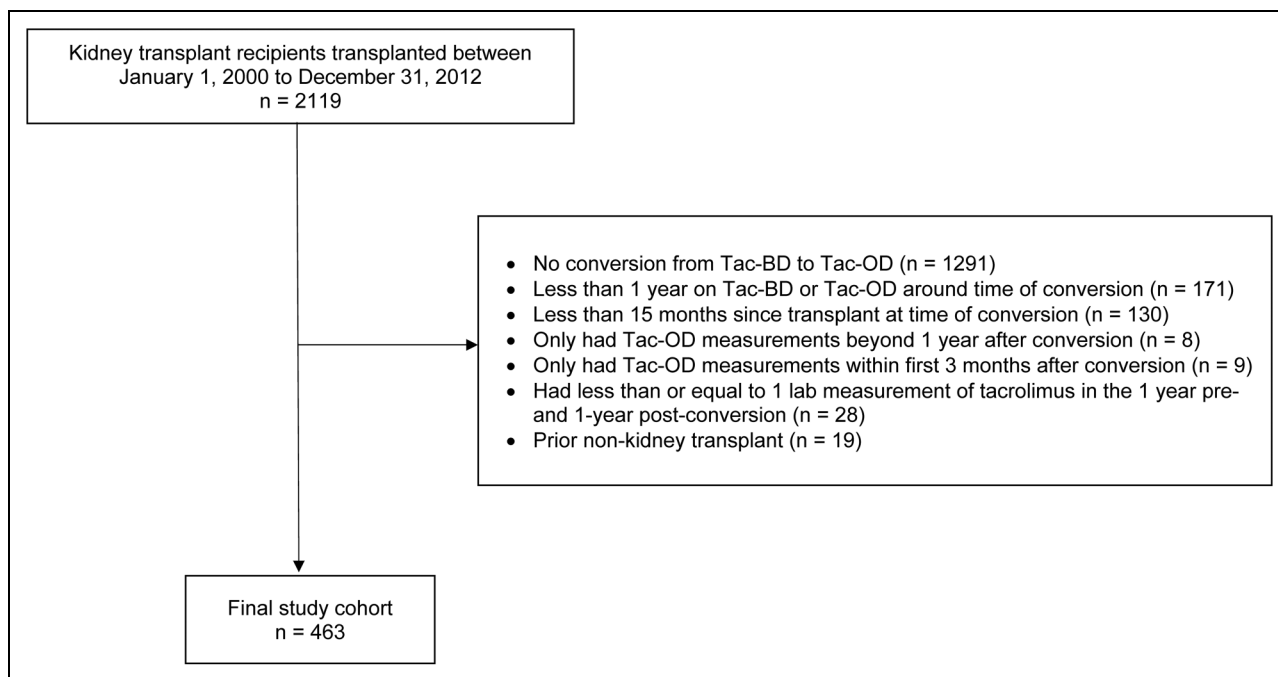 Kidney transplant recipients transplanted between
January 1, 2000 to December 31, 2012
n = 2119
• No conversion from Tac-BD to Tac-OD (n = 1291)
• Less than 1 year on Tac-BD or Tac-OD around time of conversion (n = 171)
• Less than 15 months since transplant at time of conversion (n = 130)
• Only had Tac-OD measurements beyond 1 year after conversion (n = 8)
• Only had Tac-OD measurements within first 3 months after conversion (n = 9)
• Had less than or equal to 1 lab measurement of tacrolimus in the 1 year pre-
and 1-year post-conversion (n = 28)
• Prior non-kidney transplant (n = 19)
Final study cohort
n = 463